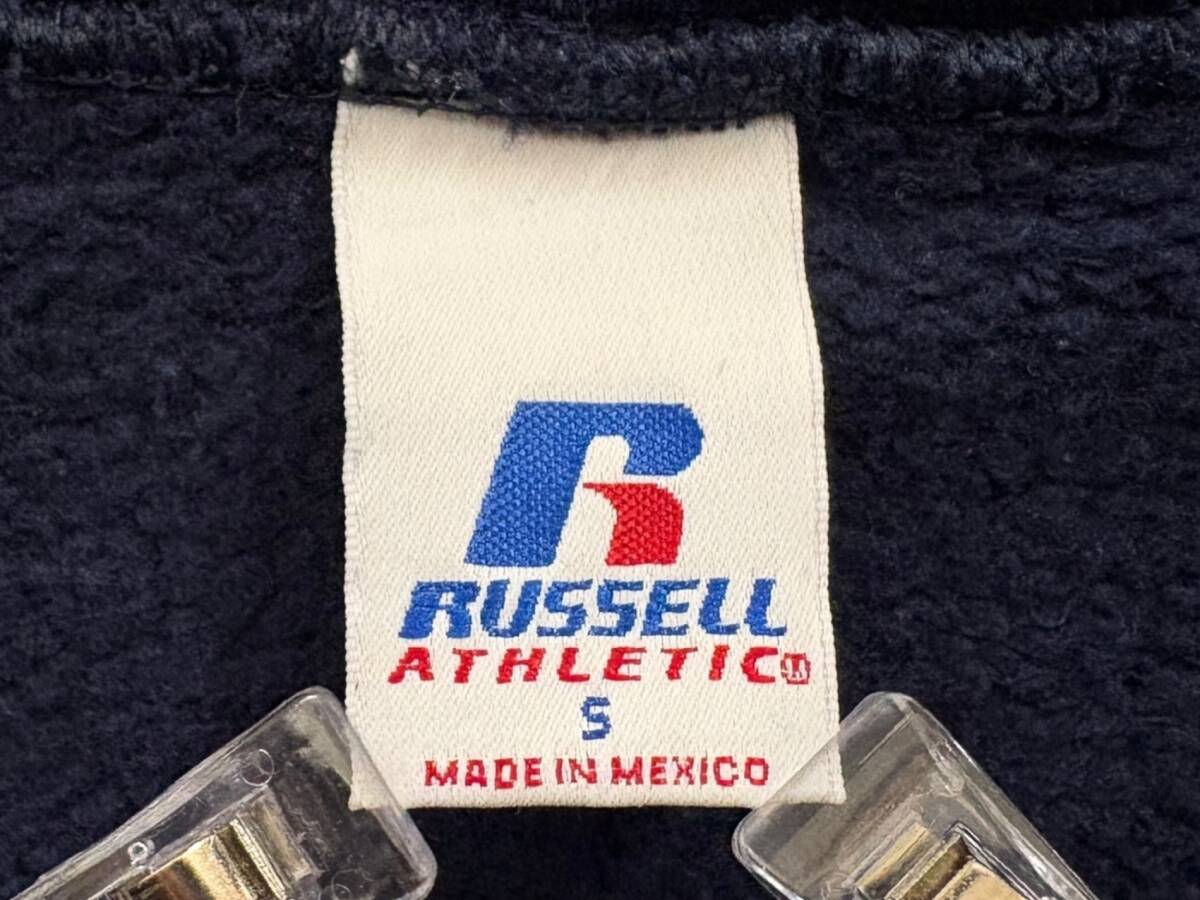 R
RUSSELL
ATHLETIC®
S
MADE IN MEXICO